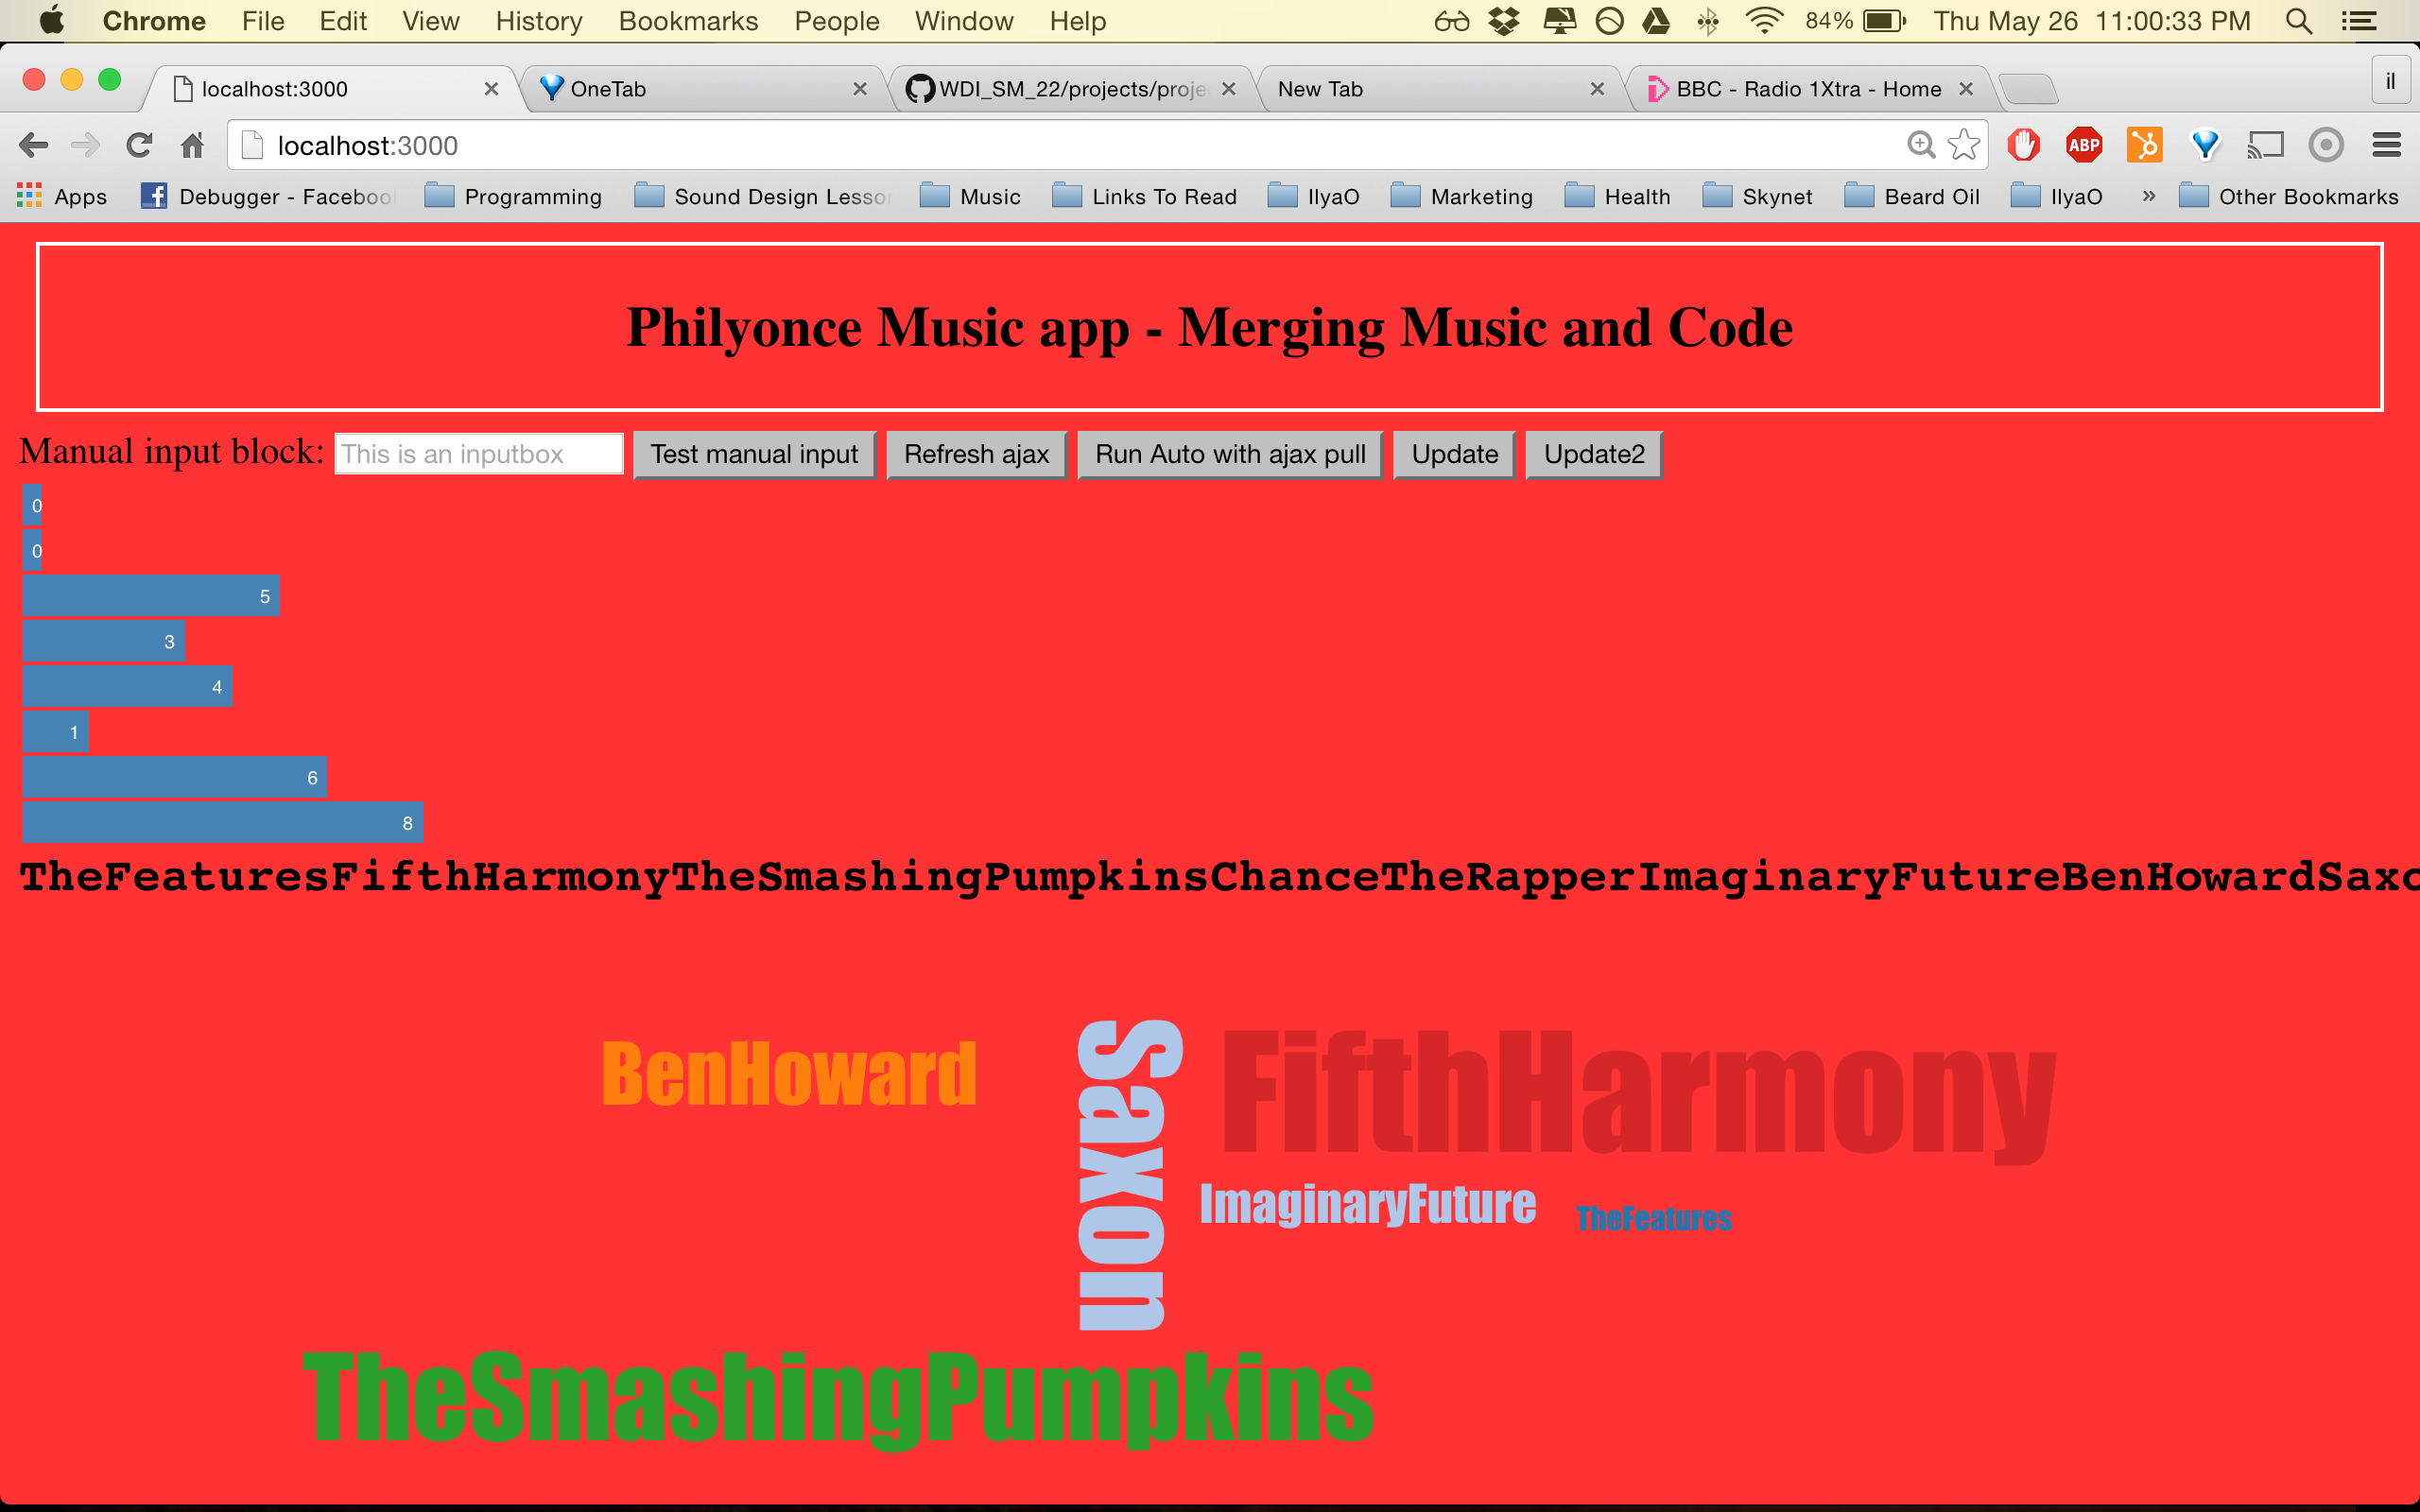 Chrome File Edit View History Bookmarks People Window Help 84% Thu May 26 11:00:33 PM
localhost:3000 OneTab WDI_SM_22/projects/proje New Tab BBC - Radio 1Xtra - Home il
localhost:3000 ABP
Apps Debugger - Facebook Programming Sound Design Lesson Music Links To Read IlyaO Marketing Health Skynet Beard Oil IlyaO » Other Bookmarks
Philyonce Music app - Merging Music and Code
Manual input block: This is an inputbox Test manual input Refresh ajax Run Auto with ajax pull Update Update2
0
0
5
3
4
1
6
8
TheFeaturesFifthHarmonyTheSmashingPumpkinsChanceTheRapperImaginaryFutureBenHowardSaxo
BenHoward
Saxon
FifthHarmony
ImaginaryFuture
TheFeatures
TheSmashingPumpkins